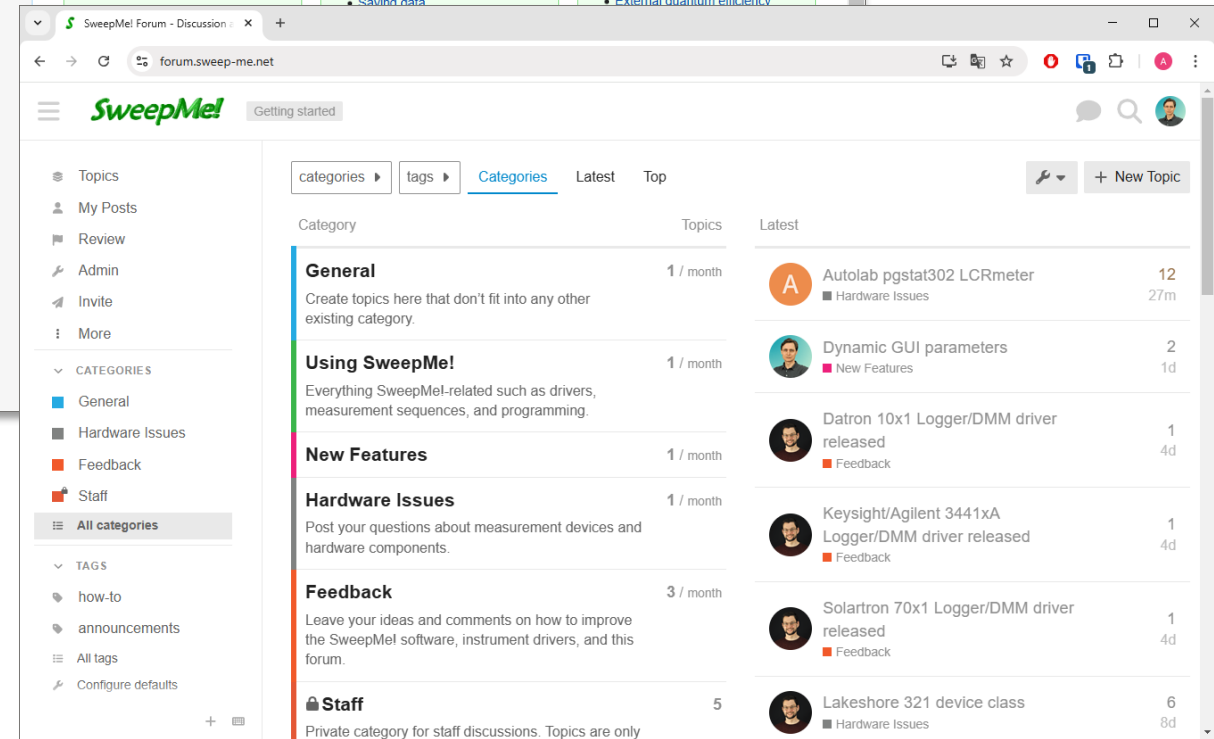 Saving data
External quantum efficiency
SweepMe! Forum - Discussion a
forum.sweep-me.net
1
A
SweepMe!
Getting started
Topics
My Posts
Review
Admin
Invite
More
CATEGORIES
General
Hardware Issues
Feedback
Staff
All categories
TAGS
how-to
announcements
All tags
Configure defaults
categories
tags
Categories
Latest
Top
New Topic
Category
Topics
General
1 / month
Create topics here that don't fit into any other
existing category.
Using SweepMe!
1 / month
Everything SweepMe!-related such as drivers,
measurement sequences, and programming.
New Features
1 / month
Hardware Issues
1 / month
Post your questions about measurement devices and
hardware components.
Feedback
3 / month
Leave your ideas and comments on how to improve
the SweepMe! software, instrument drivers, and this
forum.
Staff
5
Private category for staff discussions. Topics are only
Latest
A
Autolab pgstat302 LCRmeter
12
Hardware Issues
27m
Dynamic GUI parameters
2
New Features
1d
Datron 10x1 Logger/DMM driver
released
1
Feedback
4d
Keysight/Agilent 3441xA
Logger/DMM driver released
1
Feedback
4d
Solartron 70x1 Logger/DMM driver
released
1
Feedback
4d
Lakeshore 321 device class
6
Hardware Issues
8d